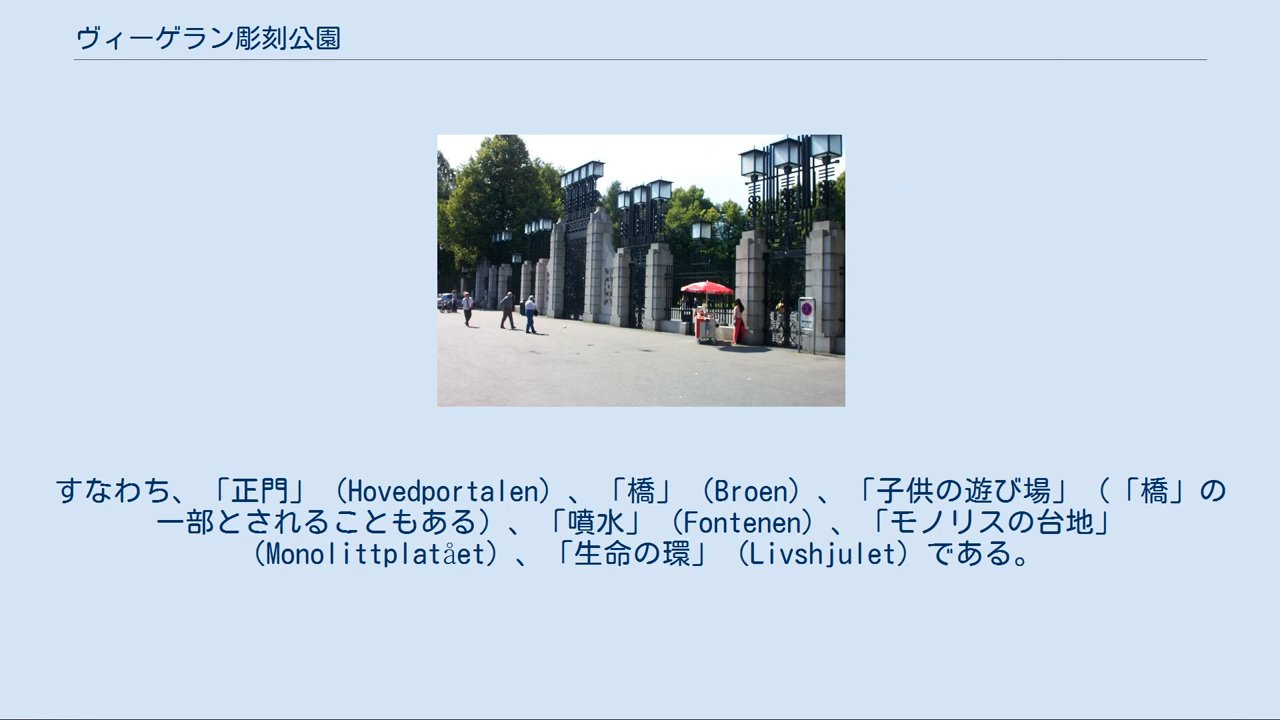 ヴィーゲラン彫刻公園
すなわち、「正門」（Hovedportalen）、「橋」（Broen）、「子供の遊び場」（「橋」の
一部とされることもある）、「噴水」（Fontenen）、「モノリスの台地」
（Monolittplatået）、「生命の環」（Livshjulet）である。